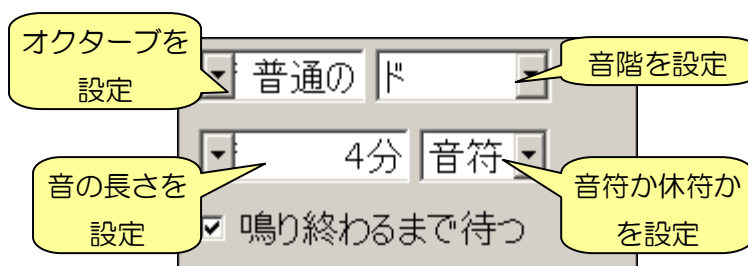 オクターブを
設定
普通の ド
音階を設定
4分 音符
音の長さを
設定
音符か休符か
を設定
鳴り終わるまで待つ